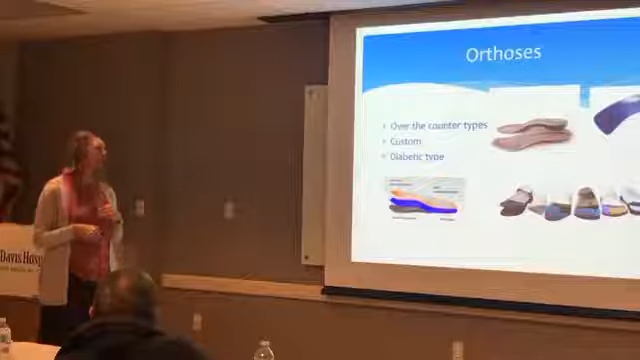 Orthoses
Over the counter types
Custom
Diabetic type
Davis Hosp